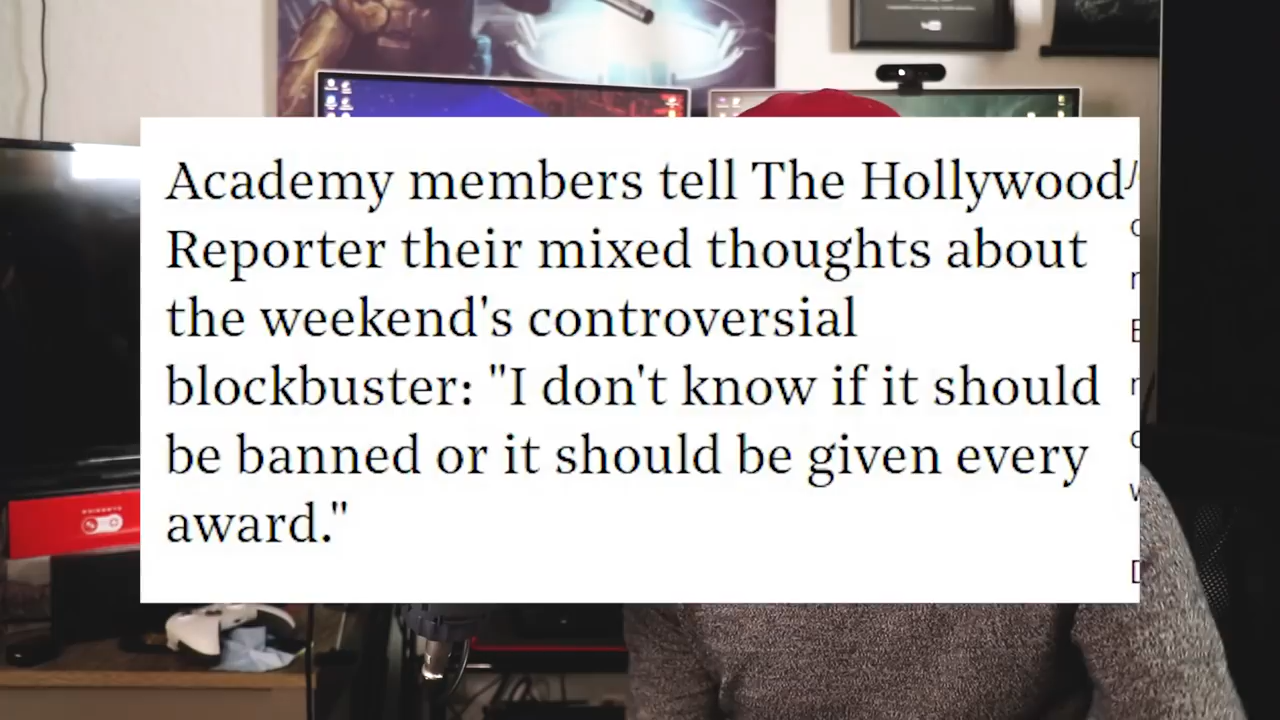 Academy members tell The Hollywood
Reporter their mixed thoughts about
the weekend's controversial
blockbuster: "I don't know if it should
be banned or it should be given every
award."